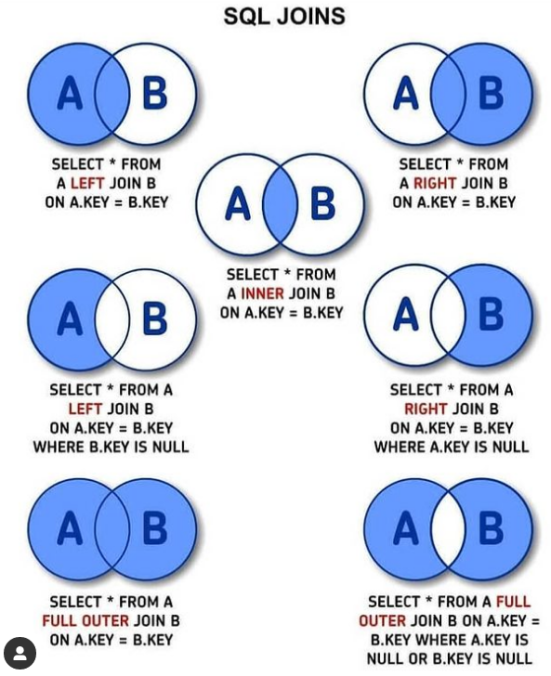 SQL JOINS
A B
SELECT * FROM
A LEFT JOIN B
ON A.KEY = B.KEY
A B
SELECT * FROM
A RIGHT JOIN B
ON A.KEY = B.KEY
A B
SELECT * FROM
A INNER JOIN B
ON A.KEY = B.KEY
A B
SELECT * FROM A
LEFT JOIN B
ON A.KEY = B.KEY
WHERE B.KEY IS NULL
A B
SELECT * FROM A
RIGHT JOIN B
ON A.KEY = B.KEY
WHERE A.KEY IS NULL
A B
SELECT * FROM A
FULL OUTER JOIN B
ON A.KEY = B.KEY
A B
SELECT * FROM A FULL
OUTER JOIN B ON A.KEY =
B.KEY WHERE A.KEY IS
NULL OR B.KEY IS NULL